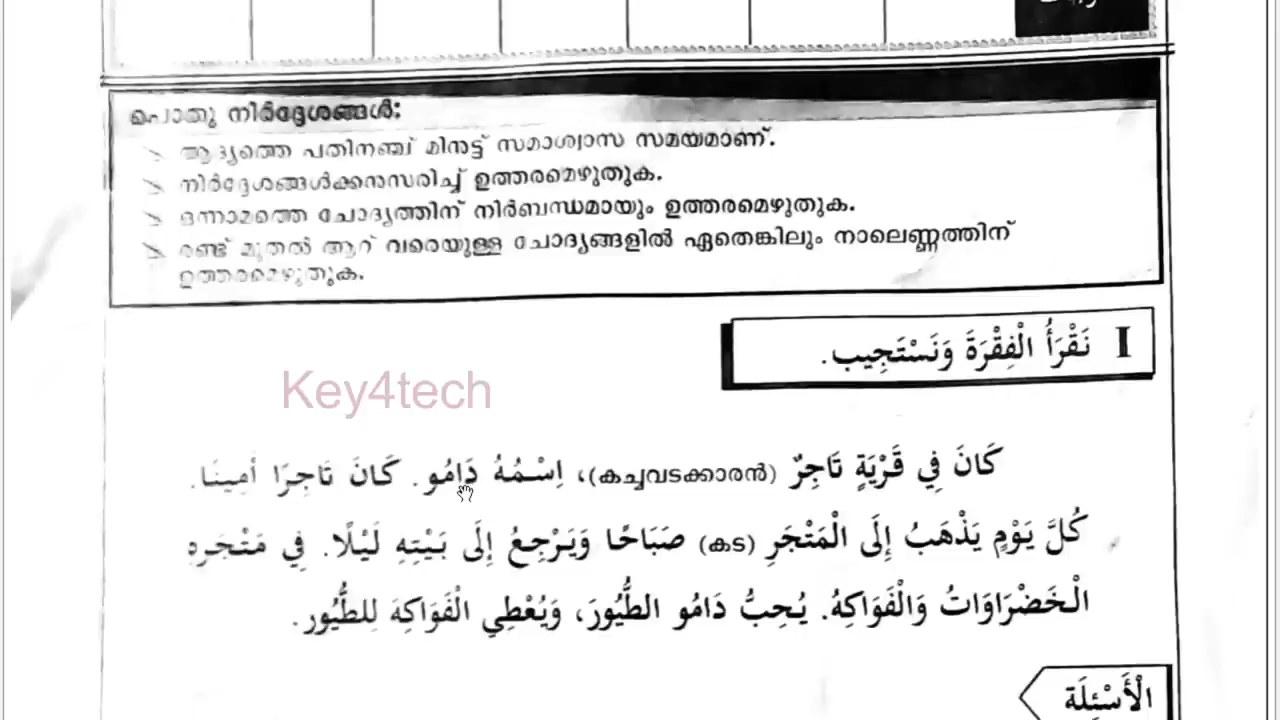 പൊതു നിർദ്ദേശങ്ങൾ:
ആദ്യത്തെ പതിനഞ്ച് മിനുട്ട് സമാശ്വാസ സമയമാണ്.
നിർദ്ദേശങ്ങൾക്കനുസരിച്ച് ഉത്തരമെഴുതുക.
ഒന്നാമത്തെ ചോദ്യത്തിന് നിർബന്ധമായും ഉത്തരമെഴുതുക.
രണ്ട് മുതൽ ആറ് വരെയുള്ള ചോദ്യങ്ങളിൽ ഏതെങ്കിലും നാലെണ്ണത്തിന്
ഉത്തരമെഴുതുക.
I نَقْرَأُ الْفِقْرَةَ وَنَسْتَجِيب.
Key4tech
كَانَ فِي قَرْيَةٍ تَاجِرٌ (കച്ചവടക്കാരൻ)، اِسْمُهُ دَامُو. كَانَ تَاجِرًا أَمِينًا.
كُلَّ يَوْمٍ يَذْهَبُ إِلَى الْمَتْجَرِ (കട) صَبَاحًا وَيَرْجِعُ إِلَى بَيْتِهِ لَيْلًا. فِي مَتْجَرِهِ
الْخَضْرَاوَاتُ وَالْفَوَاكِهُ. يُحِبُّ دَامُو الطُّيُورَ، وَيُعْطِي الْفَوَاكِهَ لِلطُّيُور.
الْأَسْئِلَة